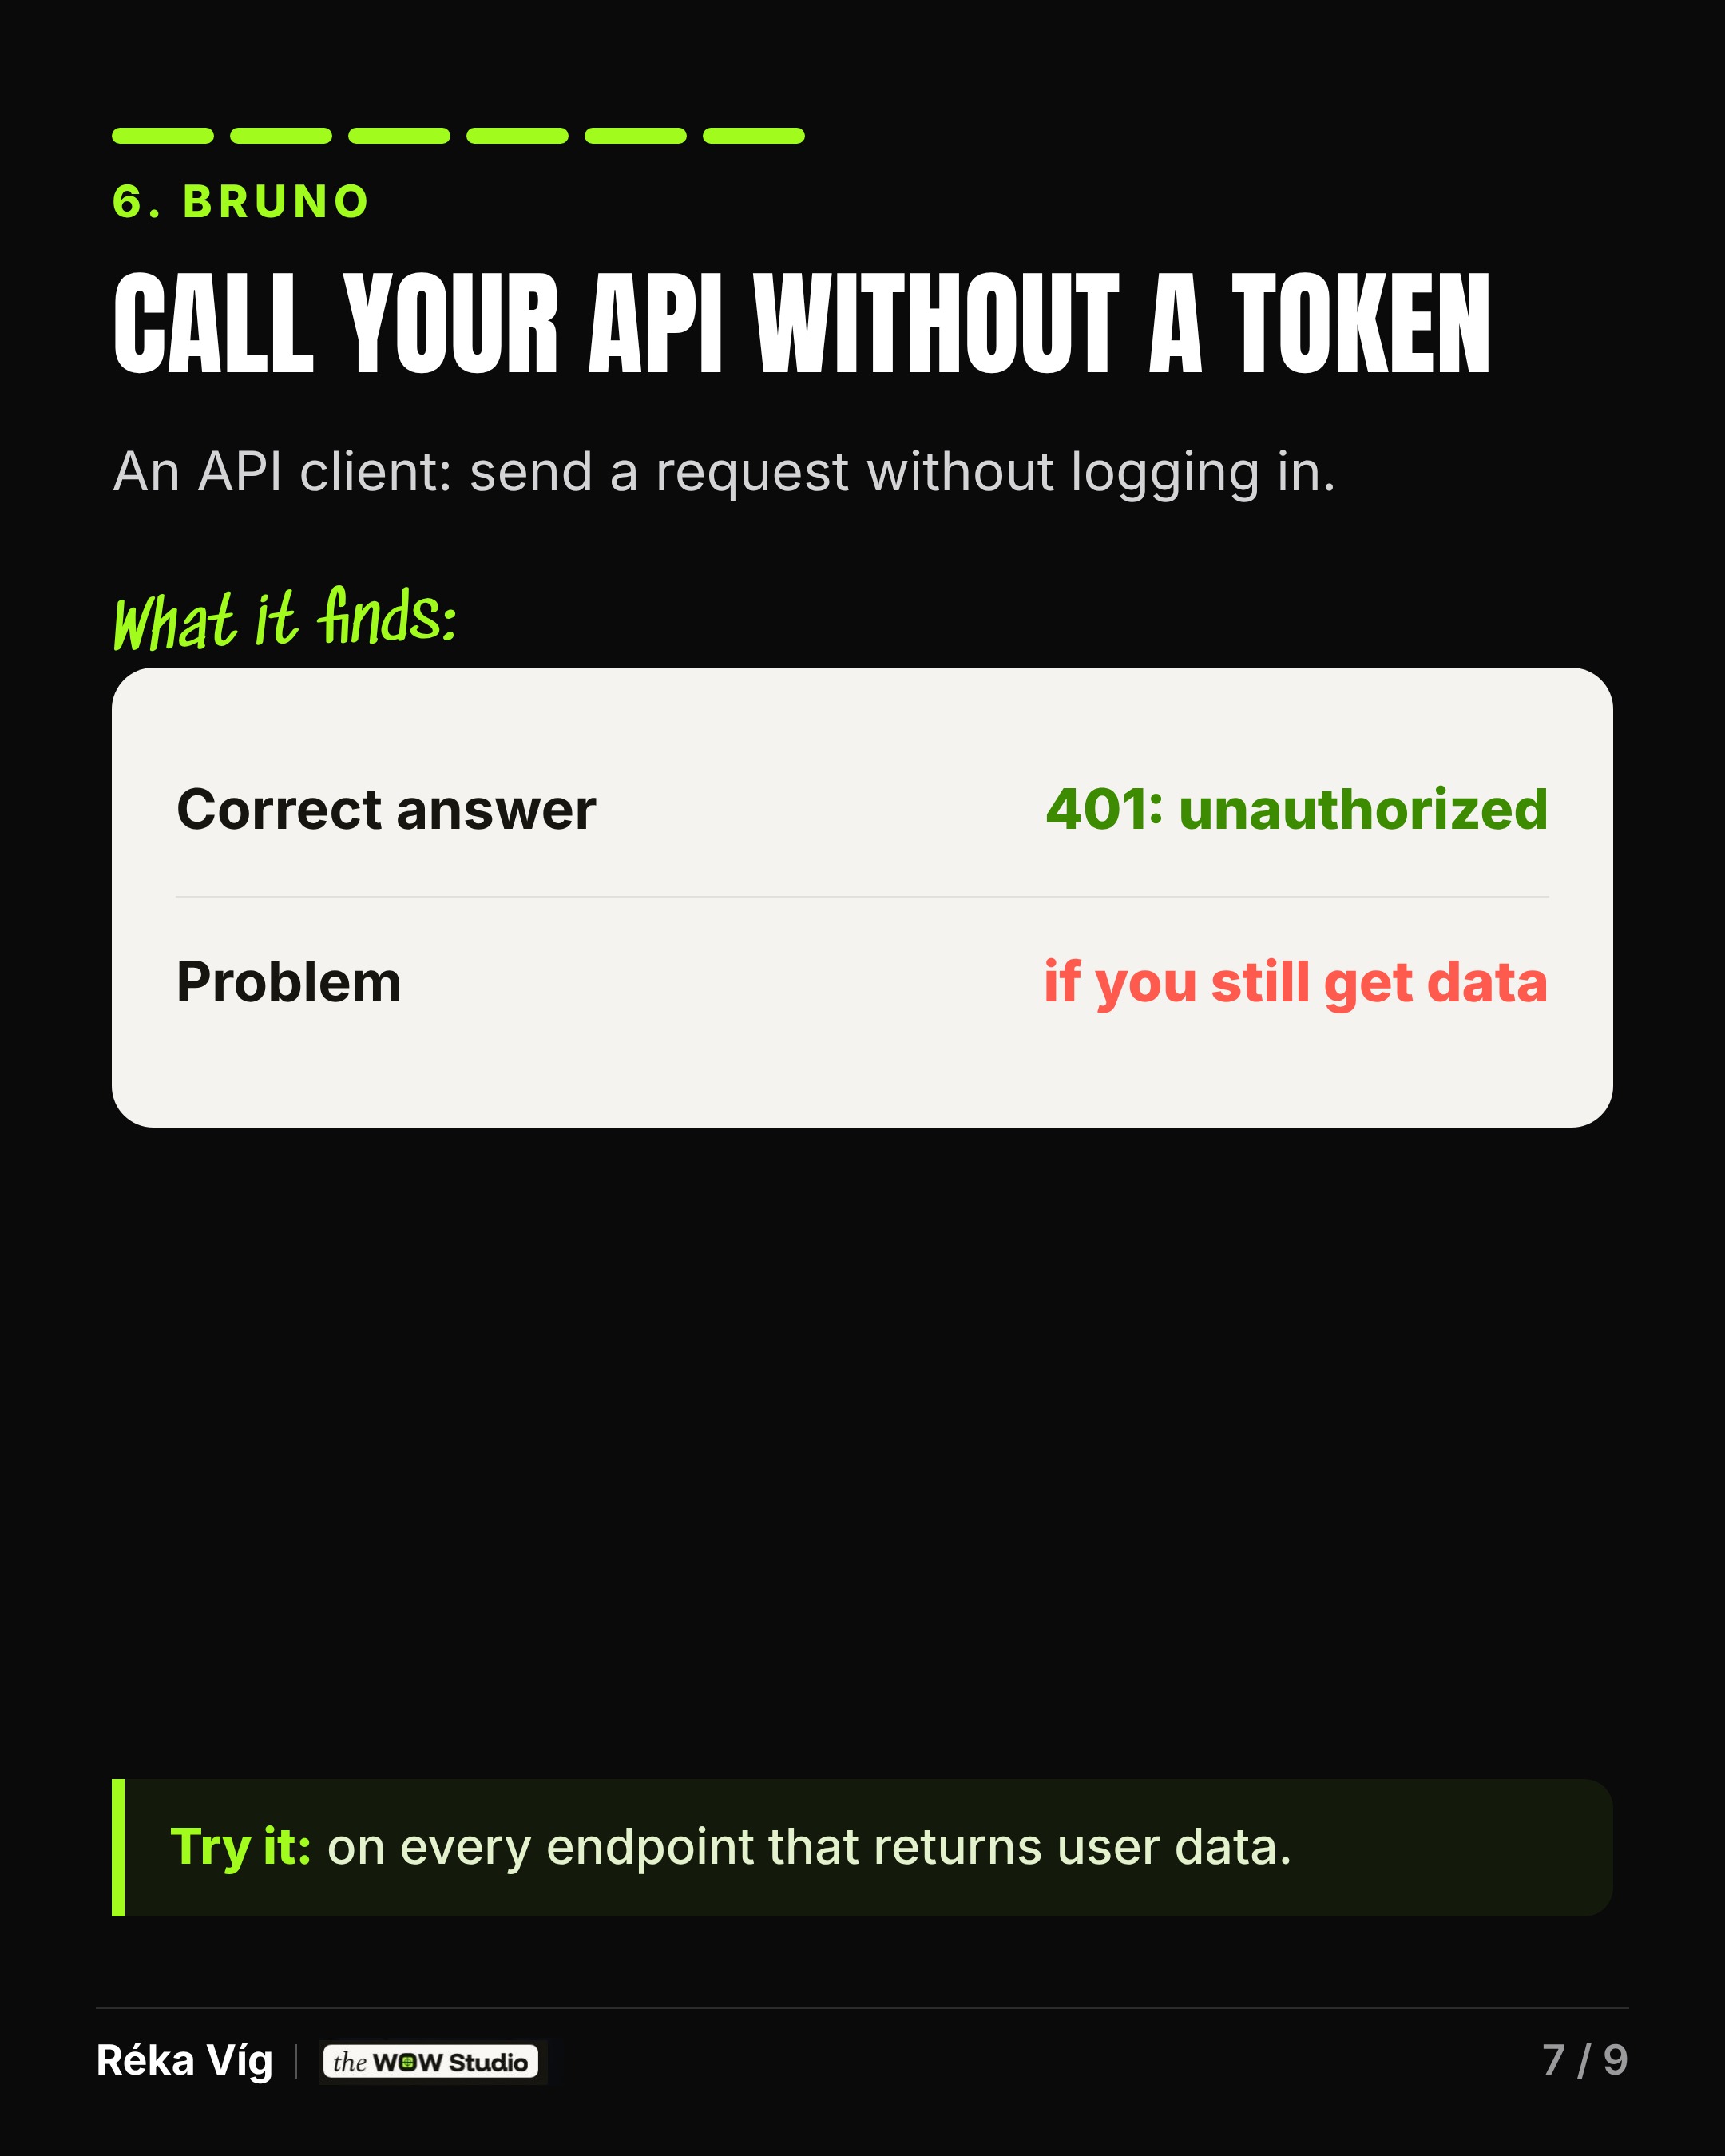 6. BRUNO
CALL YOUR API WITHOUT A TOKEN
An API client: send a request without logging in.
What it finds:
Correct answer 401: unauthorized
Problem if you still get data
Try it: on every endpoint that returns user data.
Réka Víg the WOW Studio 7 / 9